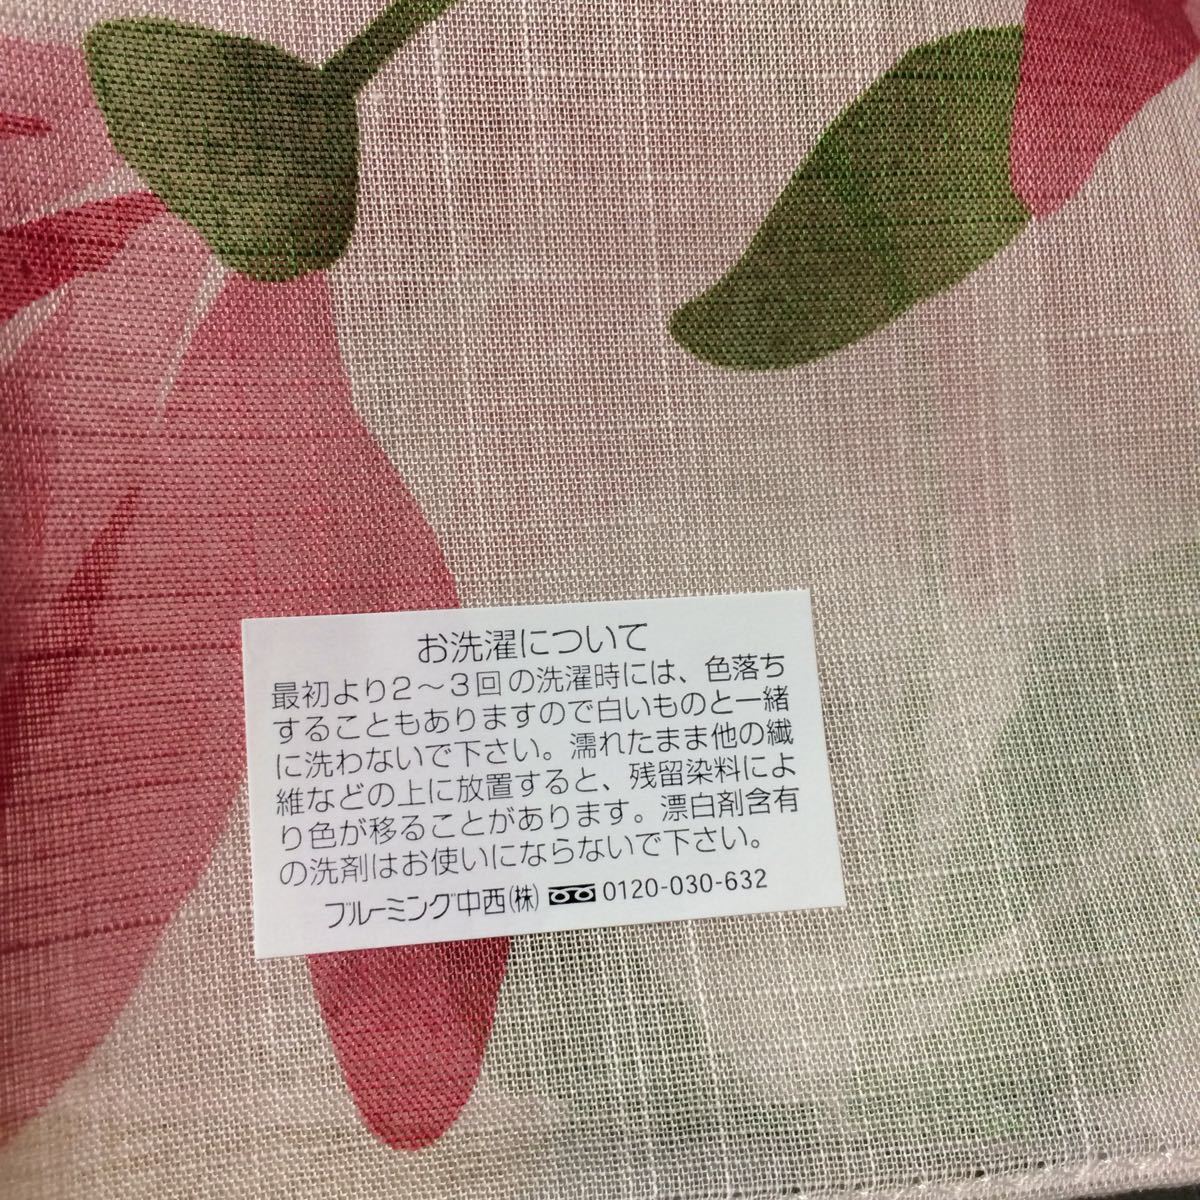 お洗濯について
最初より2～3回の洗濯時には、色落ち
することもありますので白いものと一緒
に洗わないで下さい。濡れたまま他の繊
維などの上に放置すると、残留染料によ
り色が移ることがあります。漂白剤含有
の洗剤はお使いにならないで下さい。
ブルーミング中西(株) 0120-030-632